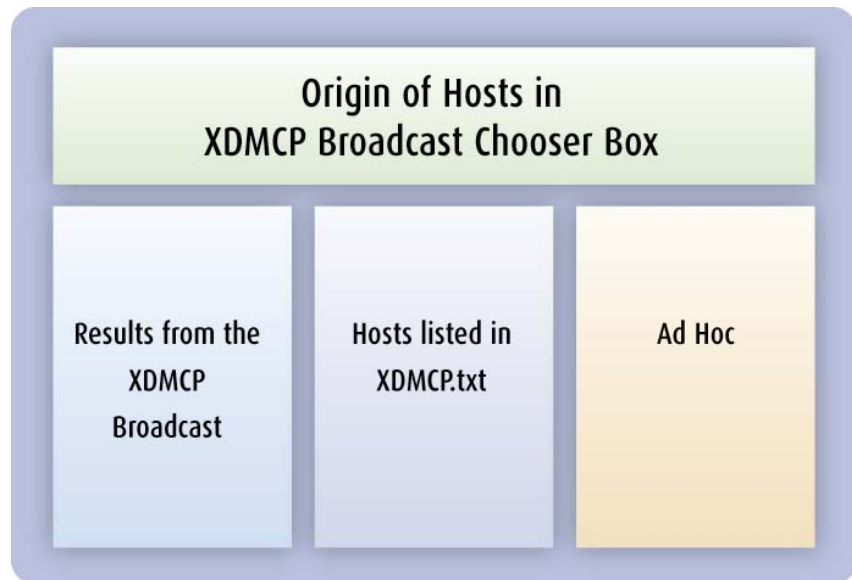 Origin of Hosts in
XDMCP Broadcast Chooser Box
Results from the
XDMCP
Broadcast
Hosts listed in
XDMCP.txt
Ad Hoc